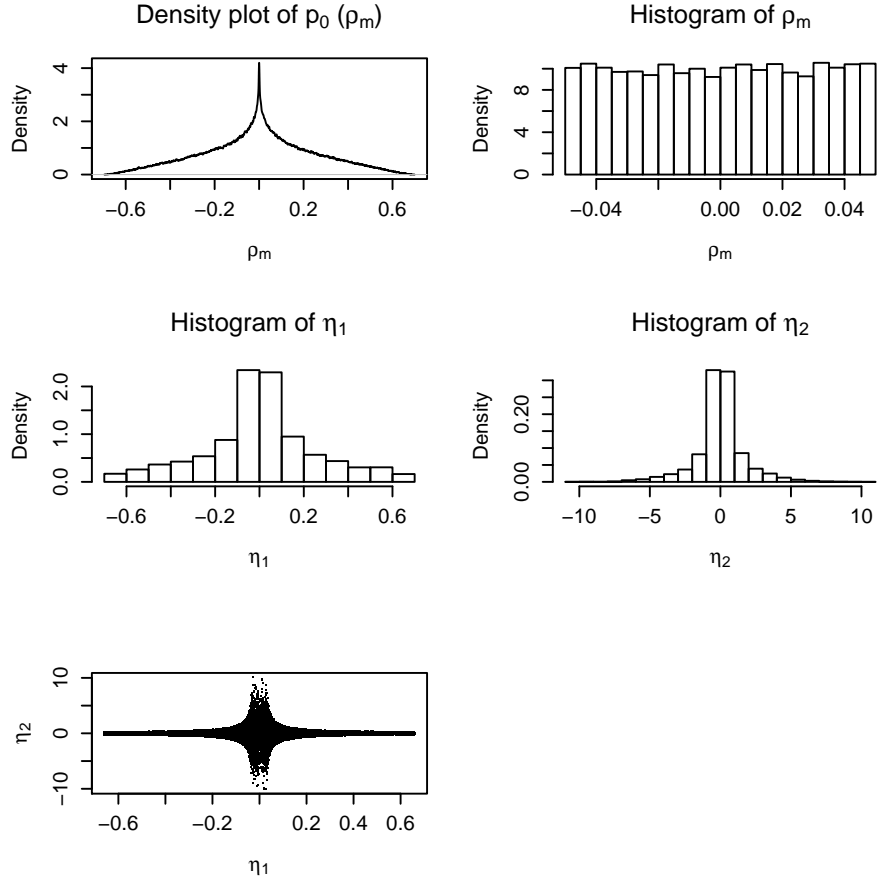 Density plot of p₀ (ρₘ)
Density
0 2 4
−0.6 −0.2 0.2 0.6
ρₘ
Histogram of ρₘ
Density
0 4 8
−0.04 0.00 0.02 0.04
ρₘ
Histogram of η₁
Density
0.0 1.0 2.0
−0.6 −0.2 0.2 0.6
η₁
Histogram of η₂
Density
0.00 0.20
−10 −5 0 5 10
η₂
η₂
−10 0 10
−0.6 −0.2 0.2 0.4 0.6
η₁